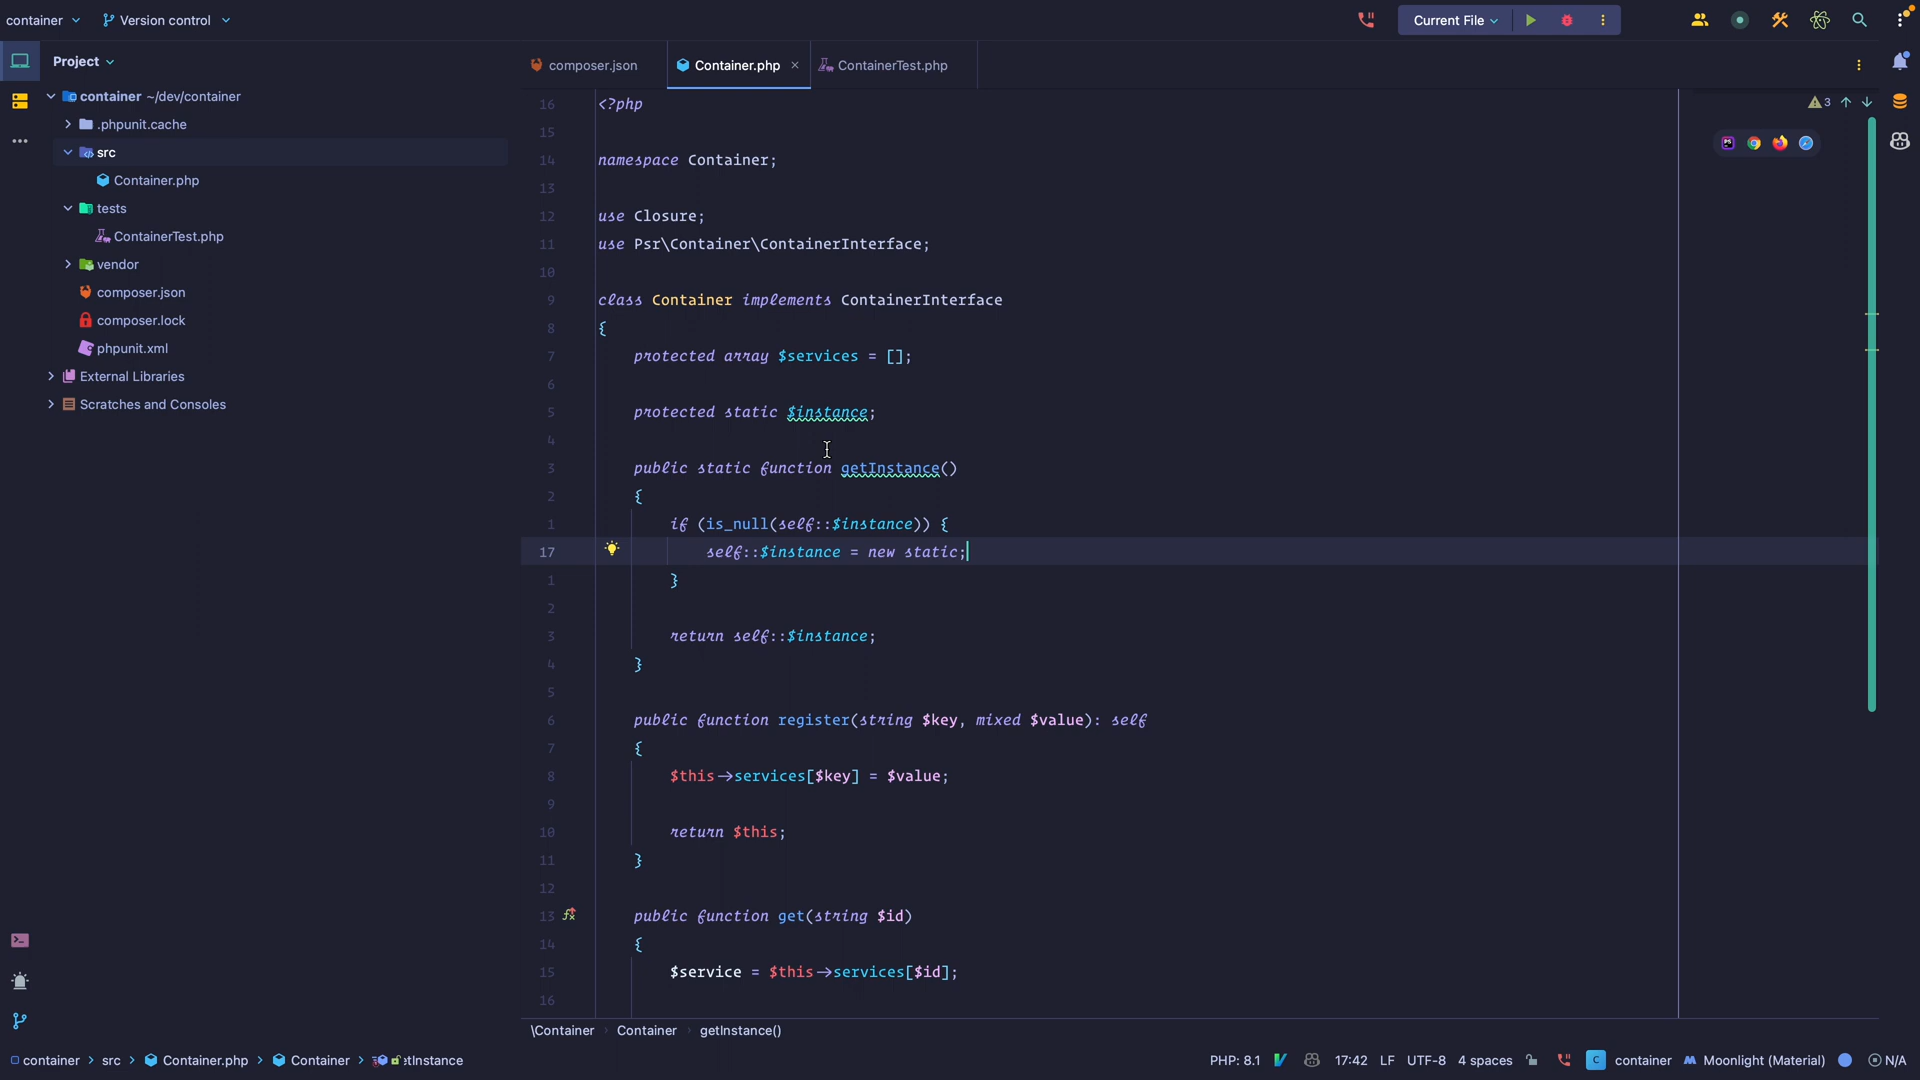 container
Version control
Current File
Project
composer.json
Container.php
ContainerTest.php
container ~/dev/container
.phpunit.cache
src
Container.php
tests
ContainerTest.php
vendor
composer.json
composer.lock
phpunit.xml
External Libraries
Scratches and Consoles
3
16 <?php
15
14 namespace Container;
13
12 use Closure;
11 use Psr\Container\ContainerInterface;
10
9 class Container implements ContainerInterface
8 {
7 protected array $services = [];
6
5 protected static $instance;
4
3 public static function getInstance()
2 {
1 if (is_null(self::$instance)) {
17 self::$instance = new static;
1 }
2
3 return self::$instance;
4 }
5
6 public function register(string $key, mixed $value): self
7 {
8 $this->services[$key] = $value;
9
10 return $this;
11 }
12
13 public function get(string $id)
14 {
15 $service = $this->services[$id];
16
\Container › Container › getInstance()
container > src > Container.php > Container > getInstance
PHP: 8.1
17:42 LF UTF-8 4 spaces
C container
Moonlight (Material)
N/A